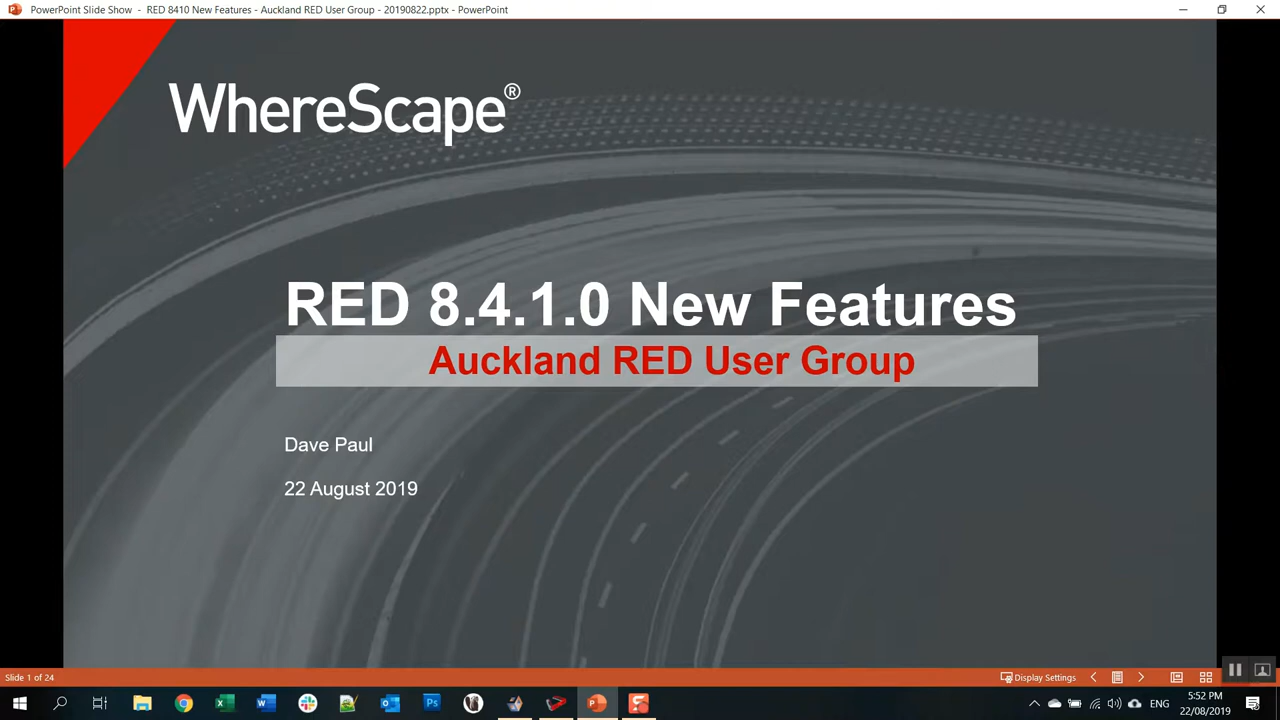 PowerPoint Slide Show - RED 8410 New Features - Auckland RED User Group - 20190822.pptx - PowerPoint
WhereScape®
RED 8.4.1.0 New Features
Auckland RED User Group
Dave Paul
22 August 2019
Slide 1 of 24
Display Settings
ENG
5:52 PM
22/08/2019